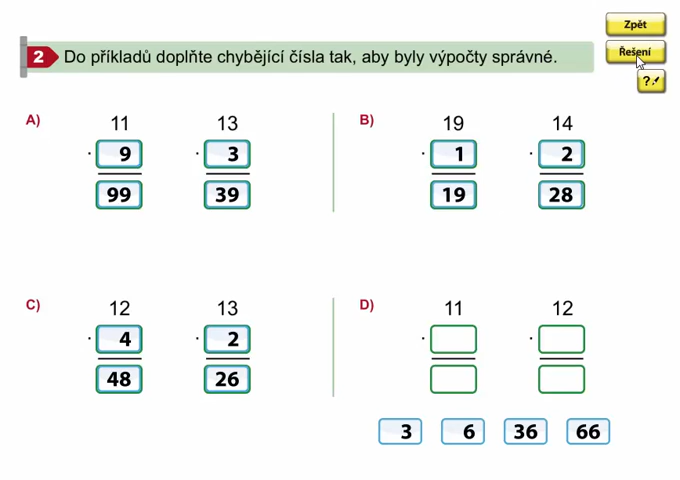 Zpět
Řešení
?
2 Do příkladů doplňte chybějící čísla tak, aby byly výpočty správné.
A) 11 13
· 9 · 3
99 39
B) 19 14
· 1 · 2
19 28
C) 12 13
· 4 · 2
48 26
D) 11 12
· ·
3 6 36 66